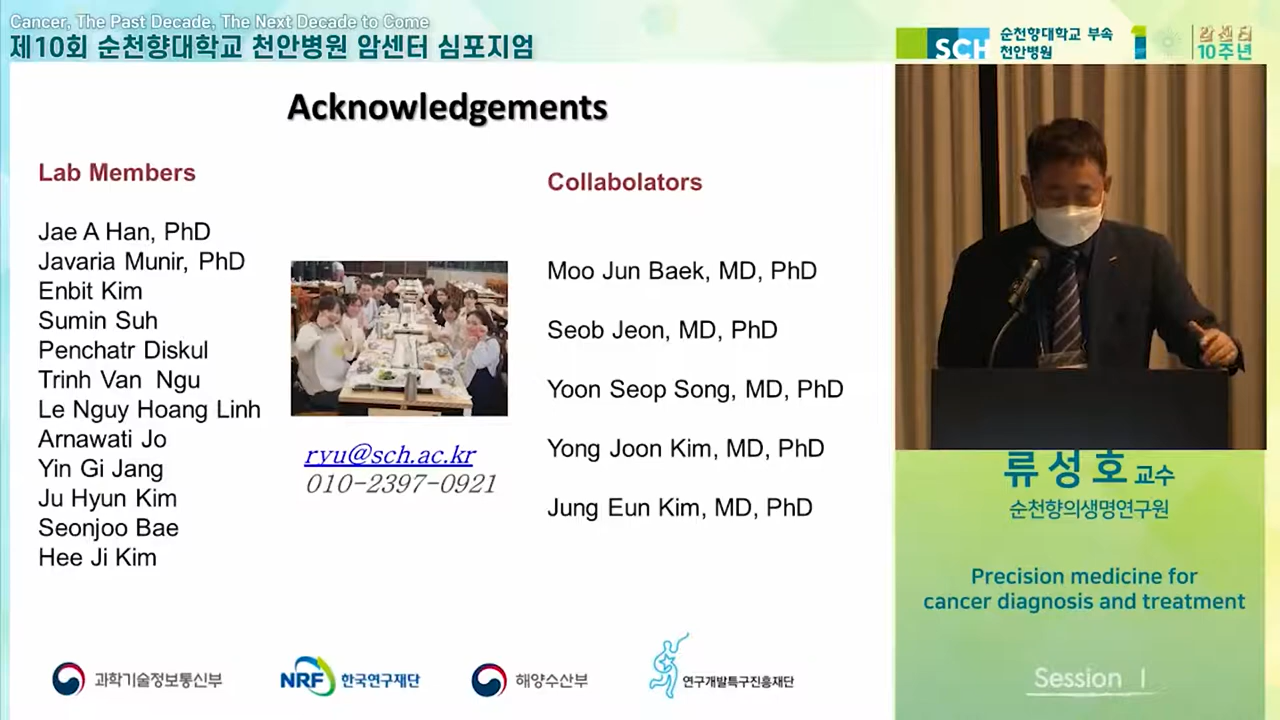 Cancer, The Past Decade, The Next Decade to Come
제10회 순천향대학교 천안병원 암센터 심포지엄
SCH
순천향대학교 부속
천안병원
1
암센터
10주년
Acknowledgements
Lab Members
Jae A Han, PhD
Javaria Munir, PhD
Enbit Kim
Sumin Suh
Penchatr Diskul
Trinh Van Ngu
Le Nguy Hoang Linh
Arnawati Jo
Yin Gi Jang
Ju Hyun Kim
Seonjoo Bae
Hee Ji Kim
ryu@sch.ac.kr
010-2397-0921
Collabolators
Moo Jun Baek, MD, PhD
Seob Jeon, MD, PhD
Yoon Seop Song, MD, PhD
Yong Joon Kim, MD, PhD
Jung Eun Kim, MD, PhD
과학기술정보통신부
NRF 한국연구재단
해양수산부
연구개발특구진흥재단
류성호 교수
순천향의생명연구원
Precision medicine for
cancer diagnosis and treatment
Session I